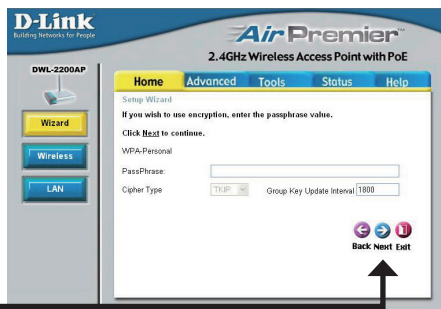 D-Link
Building Networks for People
AirPremier™
2.4GHz Wireless Access Point with PoE
DWL-2200AP
Home Advanced Tools Status Help
Wizard
Wireless
LAN
Setup Wizard
If you wish to use encryption, enter the passphrase value.
Click Next to continue.
WPA-Personal
PassPhrase:
Cipher Type TKIP Group Key Update Interval 1800
Back Next Exit